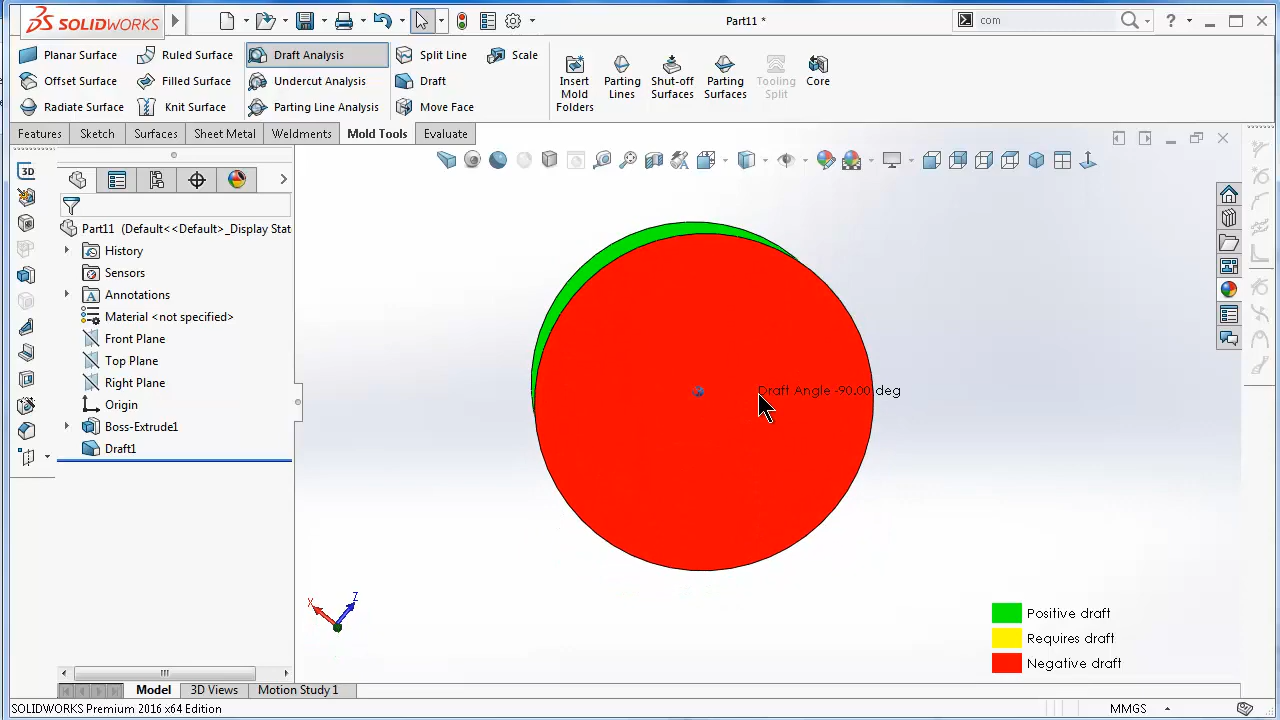 SOLIDWORKS
Part11 *
com
?
Planar Surface
Ruled Surface
Draft Analysis
Split Line
Scale
Offset Surface
Filled Surface
Undercut Analysis
Draft
Radiate Surface
Knit Surface
Parting Line Analysis
Move Face
Insert
Mold
Folders
Parting
Lines
Shut-off
Surfaces
Parting
Surfaces
Tooling
Split
Core
Features
Sketch
Surfaces
Sheet Metal
Weldments
Mold Tools
Evaluate
3D
Part11 (Default<<Default>_Display Stat
History
Sensors
Annotations
Material <not specified>
Front Plane
Top Plane
Right Plane
Origin
Boss-Extrude1
Draft1
Draft Angle -90.00 deg
X
Z
Positive draft
Requires draft
Negative draft
Model
3D Views
Motion Study 1
SOLIDWORKS Premium 2016 x64 Edition
MMGS